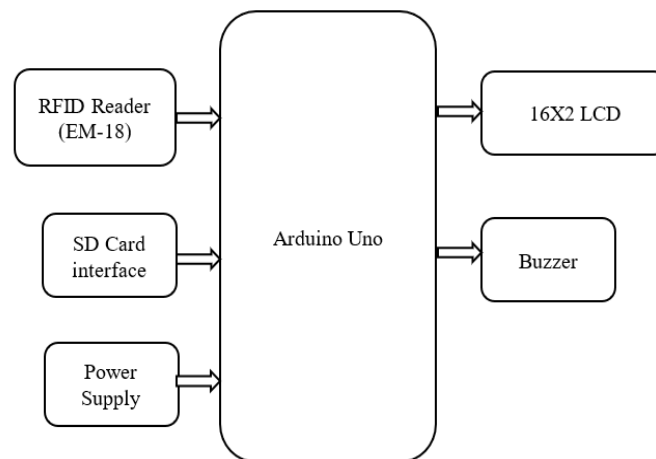 RFID Reader
(EM-18)
SD Card
interface
Power
Supply
Arduino Uno
16X2 LCD
Buzzer